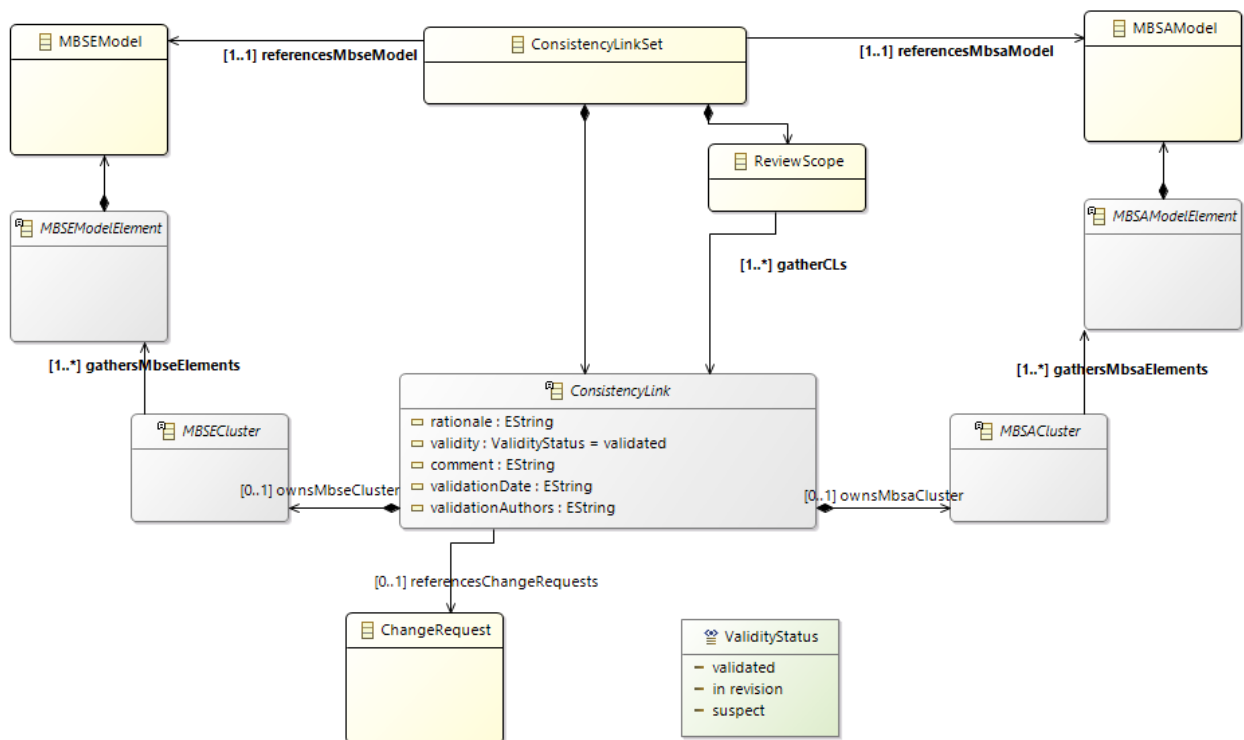 MBSEModel
ConsistencyLinkSet
MBSAModel
[1..1] referencesMbseModel
[1..1] referencesMbsaModel
ReviewScope
MBSEModelElement
MBSAModelElement
[1..*] gatherCLs
[1..*] gathersMbseElements
[1..*] gathersMbsaElements
ConsistencyLink
rationale : EString
validity : ValidityStatus = validated
comment : EString
validationDate : EString
validationAuthors : EString
MBSECluster
MBSACluster
[0..1] ownsMbseCluster
[0..1] ownsMbsaCluster
[0..1] referencesChangeRequests
ChangeRequest
ValidityStatus
validated
in revision
suspect